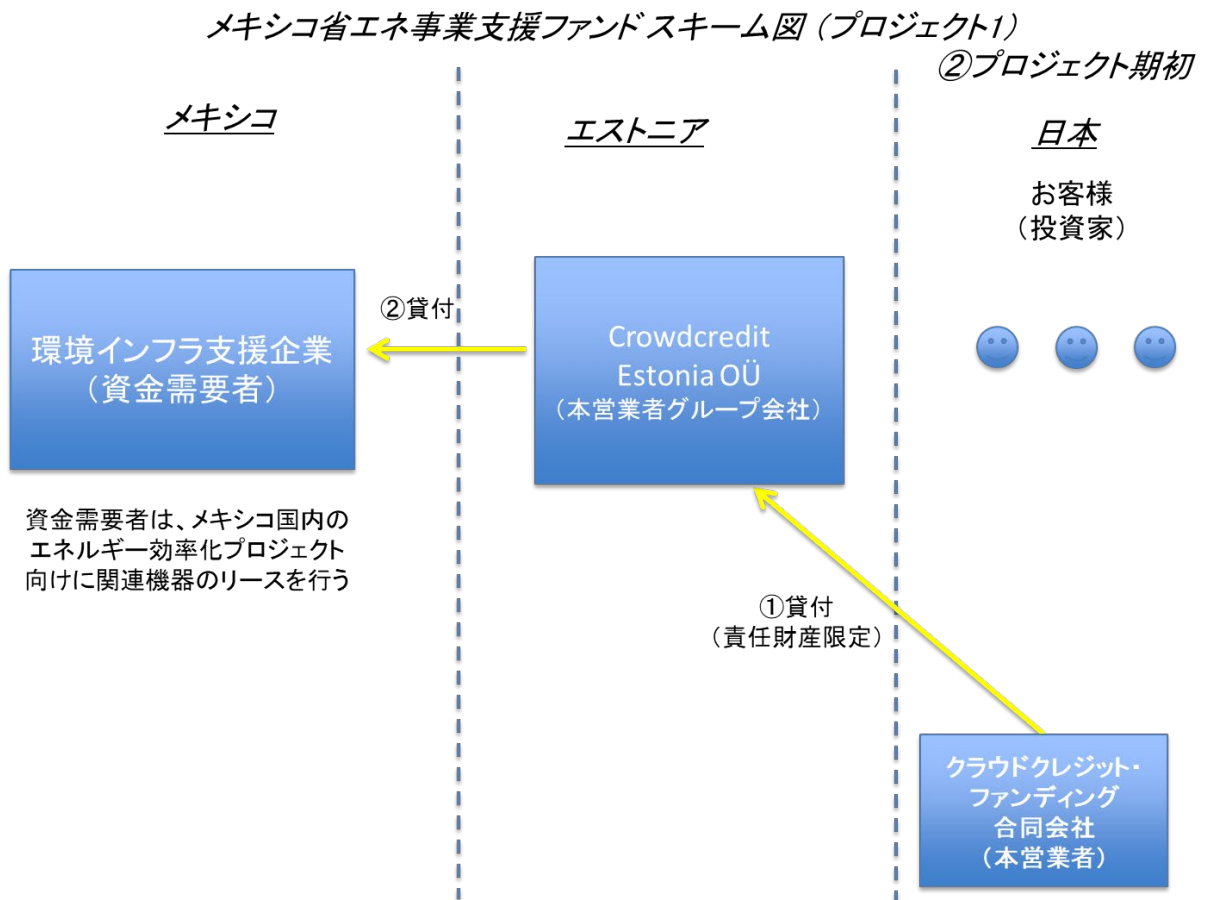 メキシコ省エネ事業支援ファンド スキーム図（プロジェクト1）
②プロジェクト期初
メキシコ
エストニア
日本
お客様
（投資家）
②貸付
環境インフラ支援企業
（資金需要者）
Crowdcredit
Estonia OÜ
（本営業者グループ会社）
資金需要者は、メキシコ国内の
エネルギー効率化プロジェクト
向けに関連機器のリースを行う
①貸付
（責任財産限定）
クラウドクレジット・
ファンディング
合同会社
（本営業者）